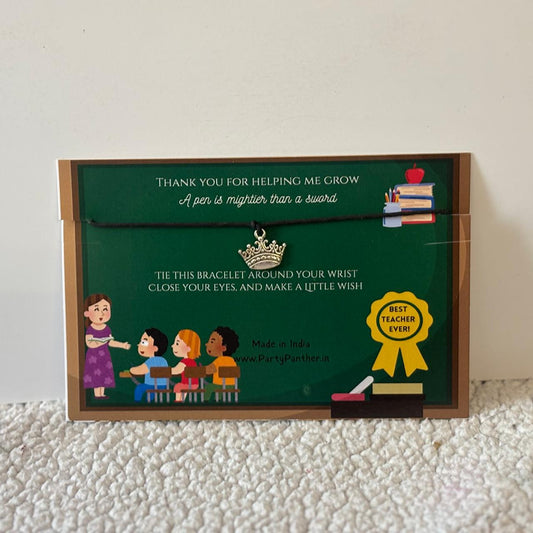 THANK YOU FOR HELPING ME GROW
A pen is mightier than a sword
TIE THIS BRACELET AROUND YOUR WRIST
CLOSE YOUR EYES, AND MAKE A LITTLE WISH
BEST
TEACHER
EVER!
Made in India
www.PartyPanther.in